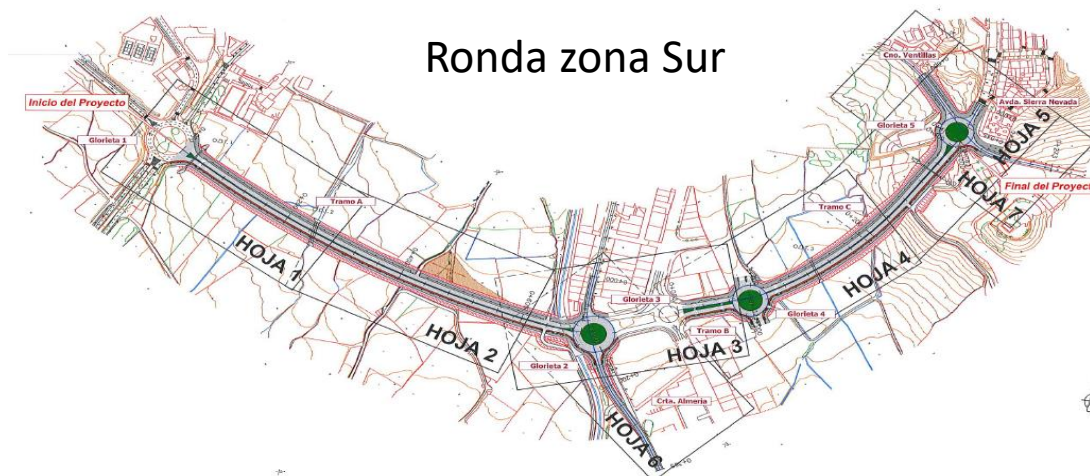 Ronda zona Sur
Cno. Ventillas
Inicio del Proyecto
Avda. Sierra Nevada
Glorieta 1
Glorieta 5
HOJA 5
Final del Proyect
Tramo A
Tramo C
HOJA 7
HOJA 1
HOJA 4
Glorieta 3
Glorieta 4
HOJA 2
Tramo B
HOJA 3
Glorieta 2
Crta. Almeria
HOJA 6